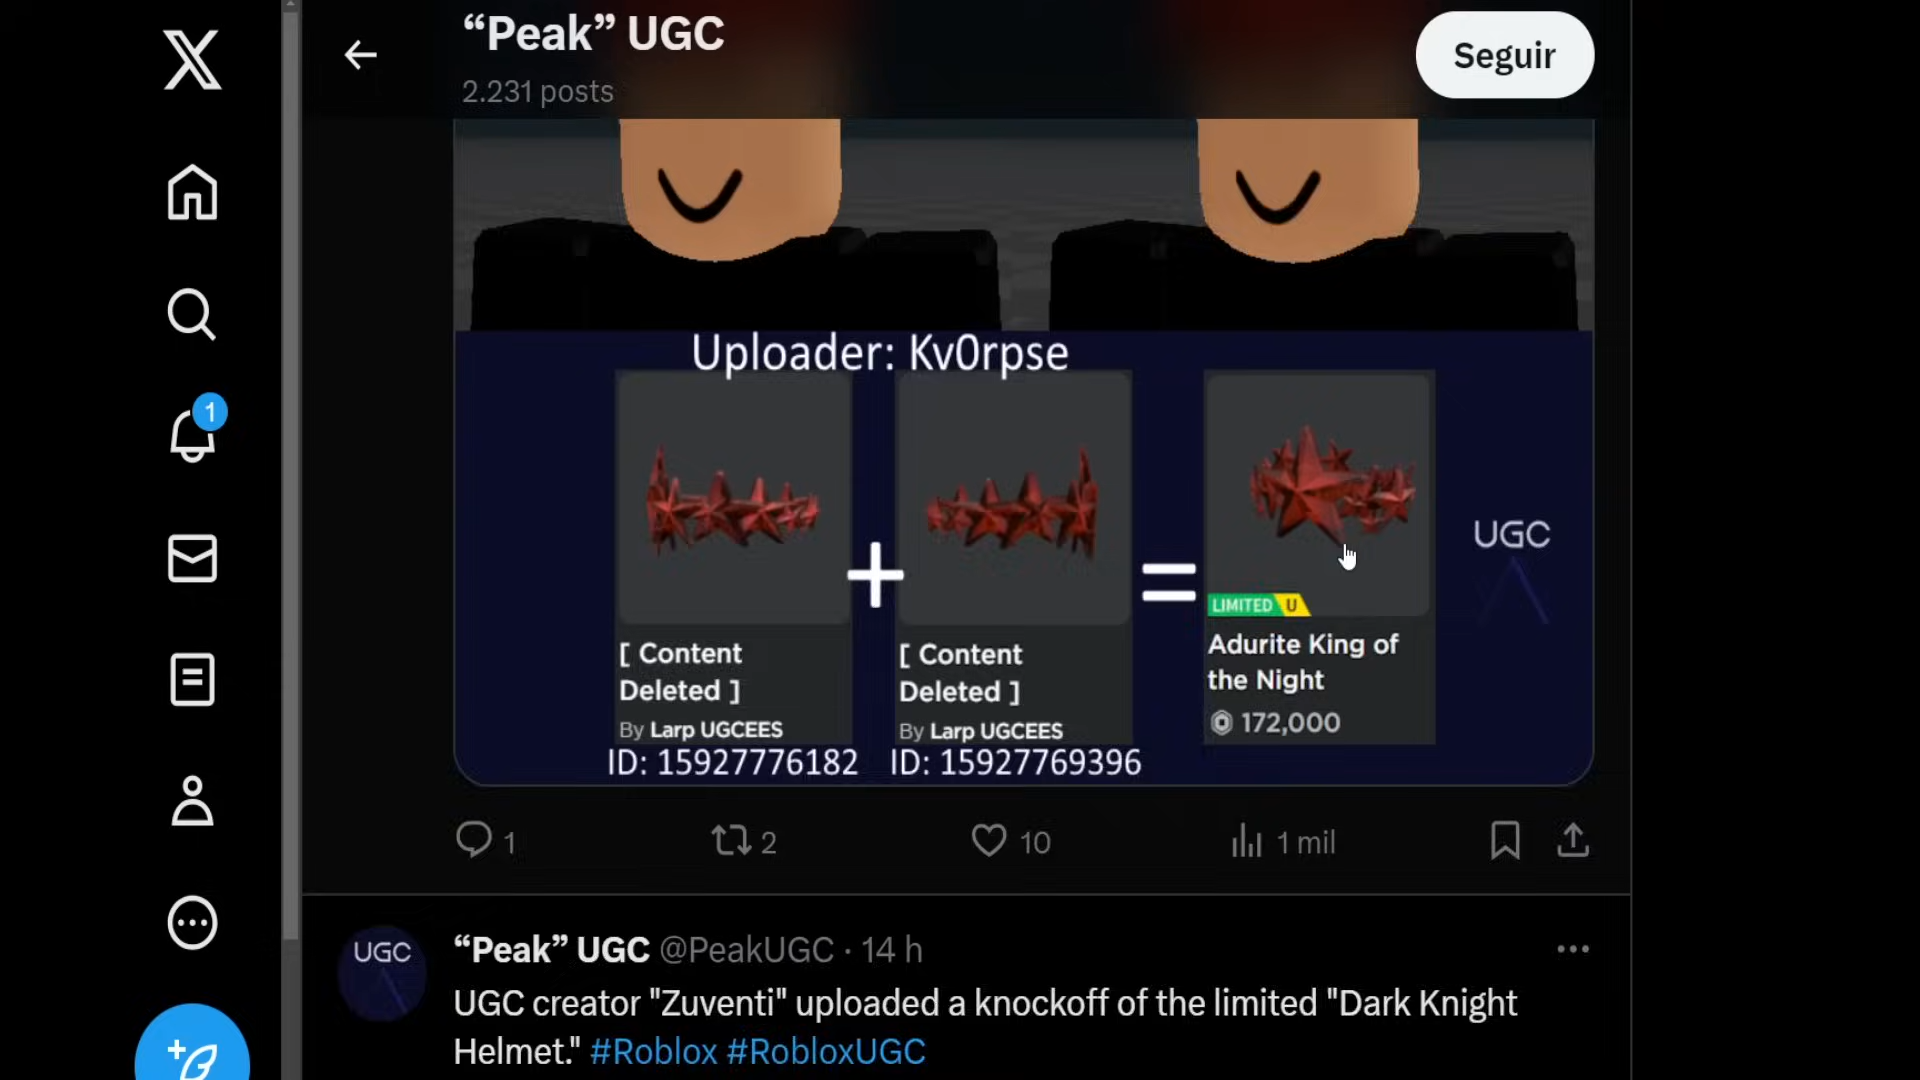 “Peak” UGC
2.231 posts
Seguir
1
Uploader: Kv0rpse
UGC
LIMITED U
[ Content
Deleted ]
By Larp UGCEES
ID: 15927776182
[ Content
Deleted ]
By Larp UGCEES
ID: 15927769396
Adurite King of
the Night
172,000
1
2
10
1 mil
UGC
“Peak” UGC @PeakUGC · 14 h
UGC creator "Zuventi" uploaded a knockoff of the limited "Dark Knight
Helmet." #Roblox #RobloxUGC